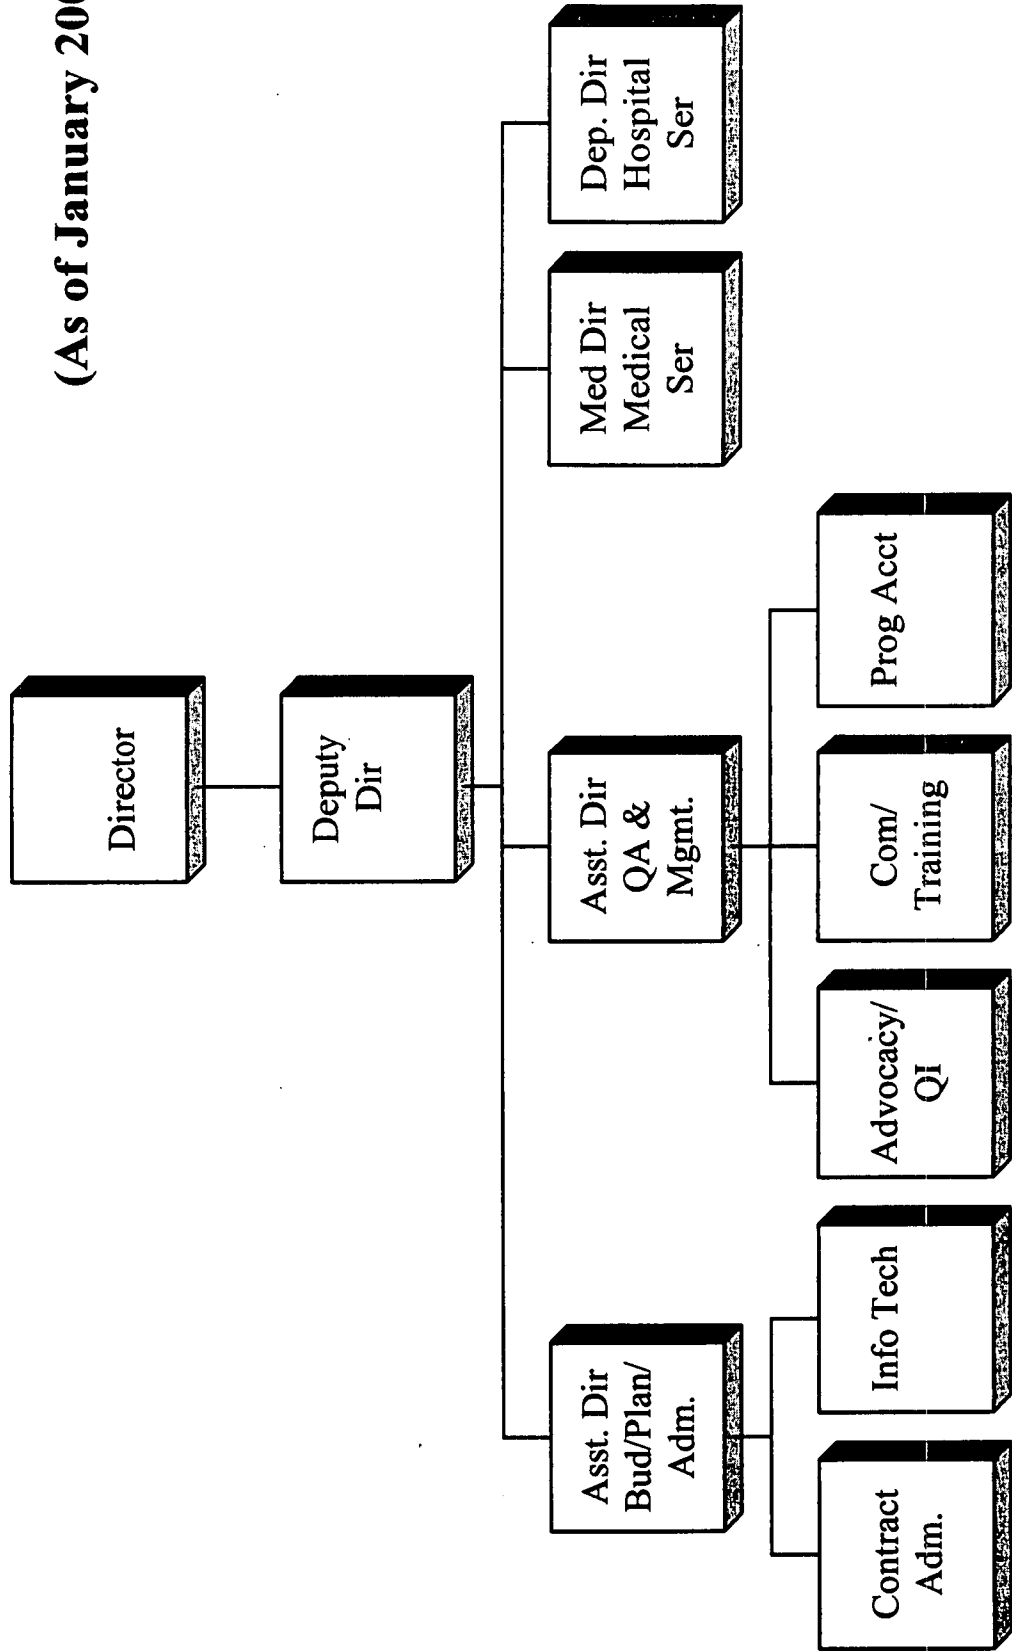 (As of January
Director
Deputy
Dir
Asst. Dir
Bud/Plan/
Adm.
Asst. Dir
QA &
Mgmt.
Med Dir
Medical
Ser
Dep. Dir
Hospital
Ser
Contract
Adm.
Info Tech
Advocacy/
QI
Com/
Training
Prog Acct